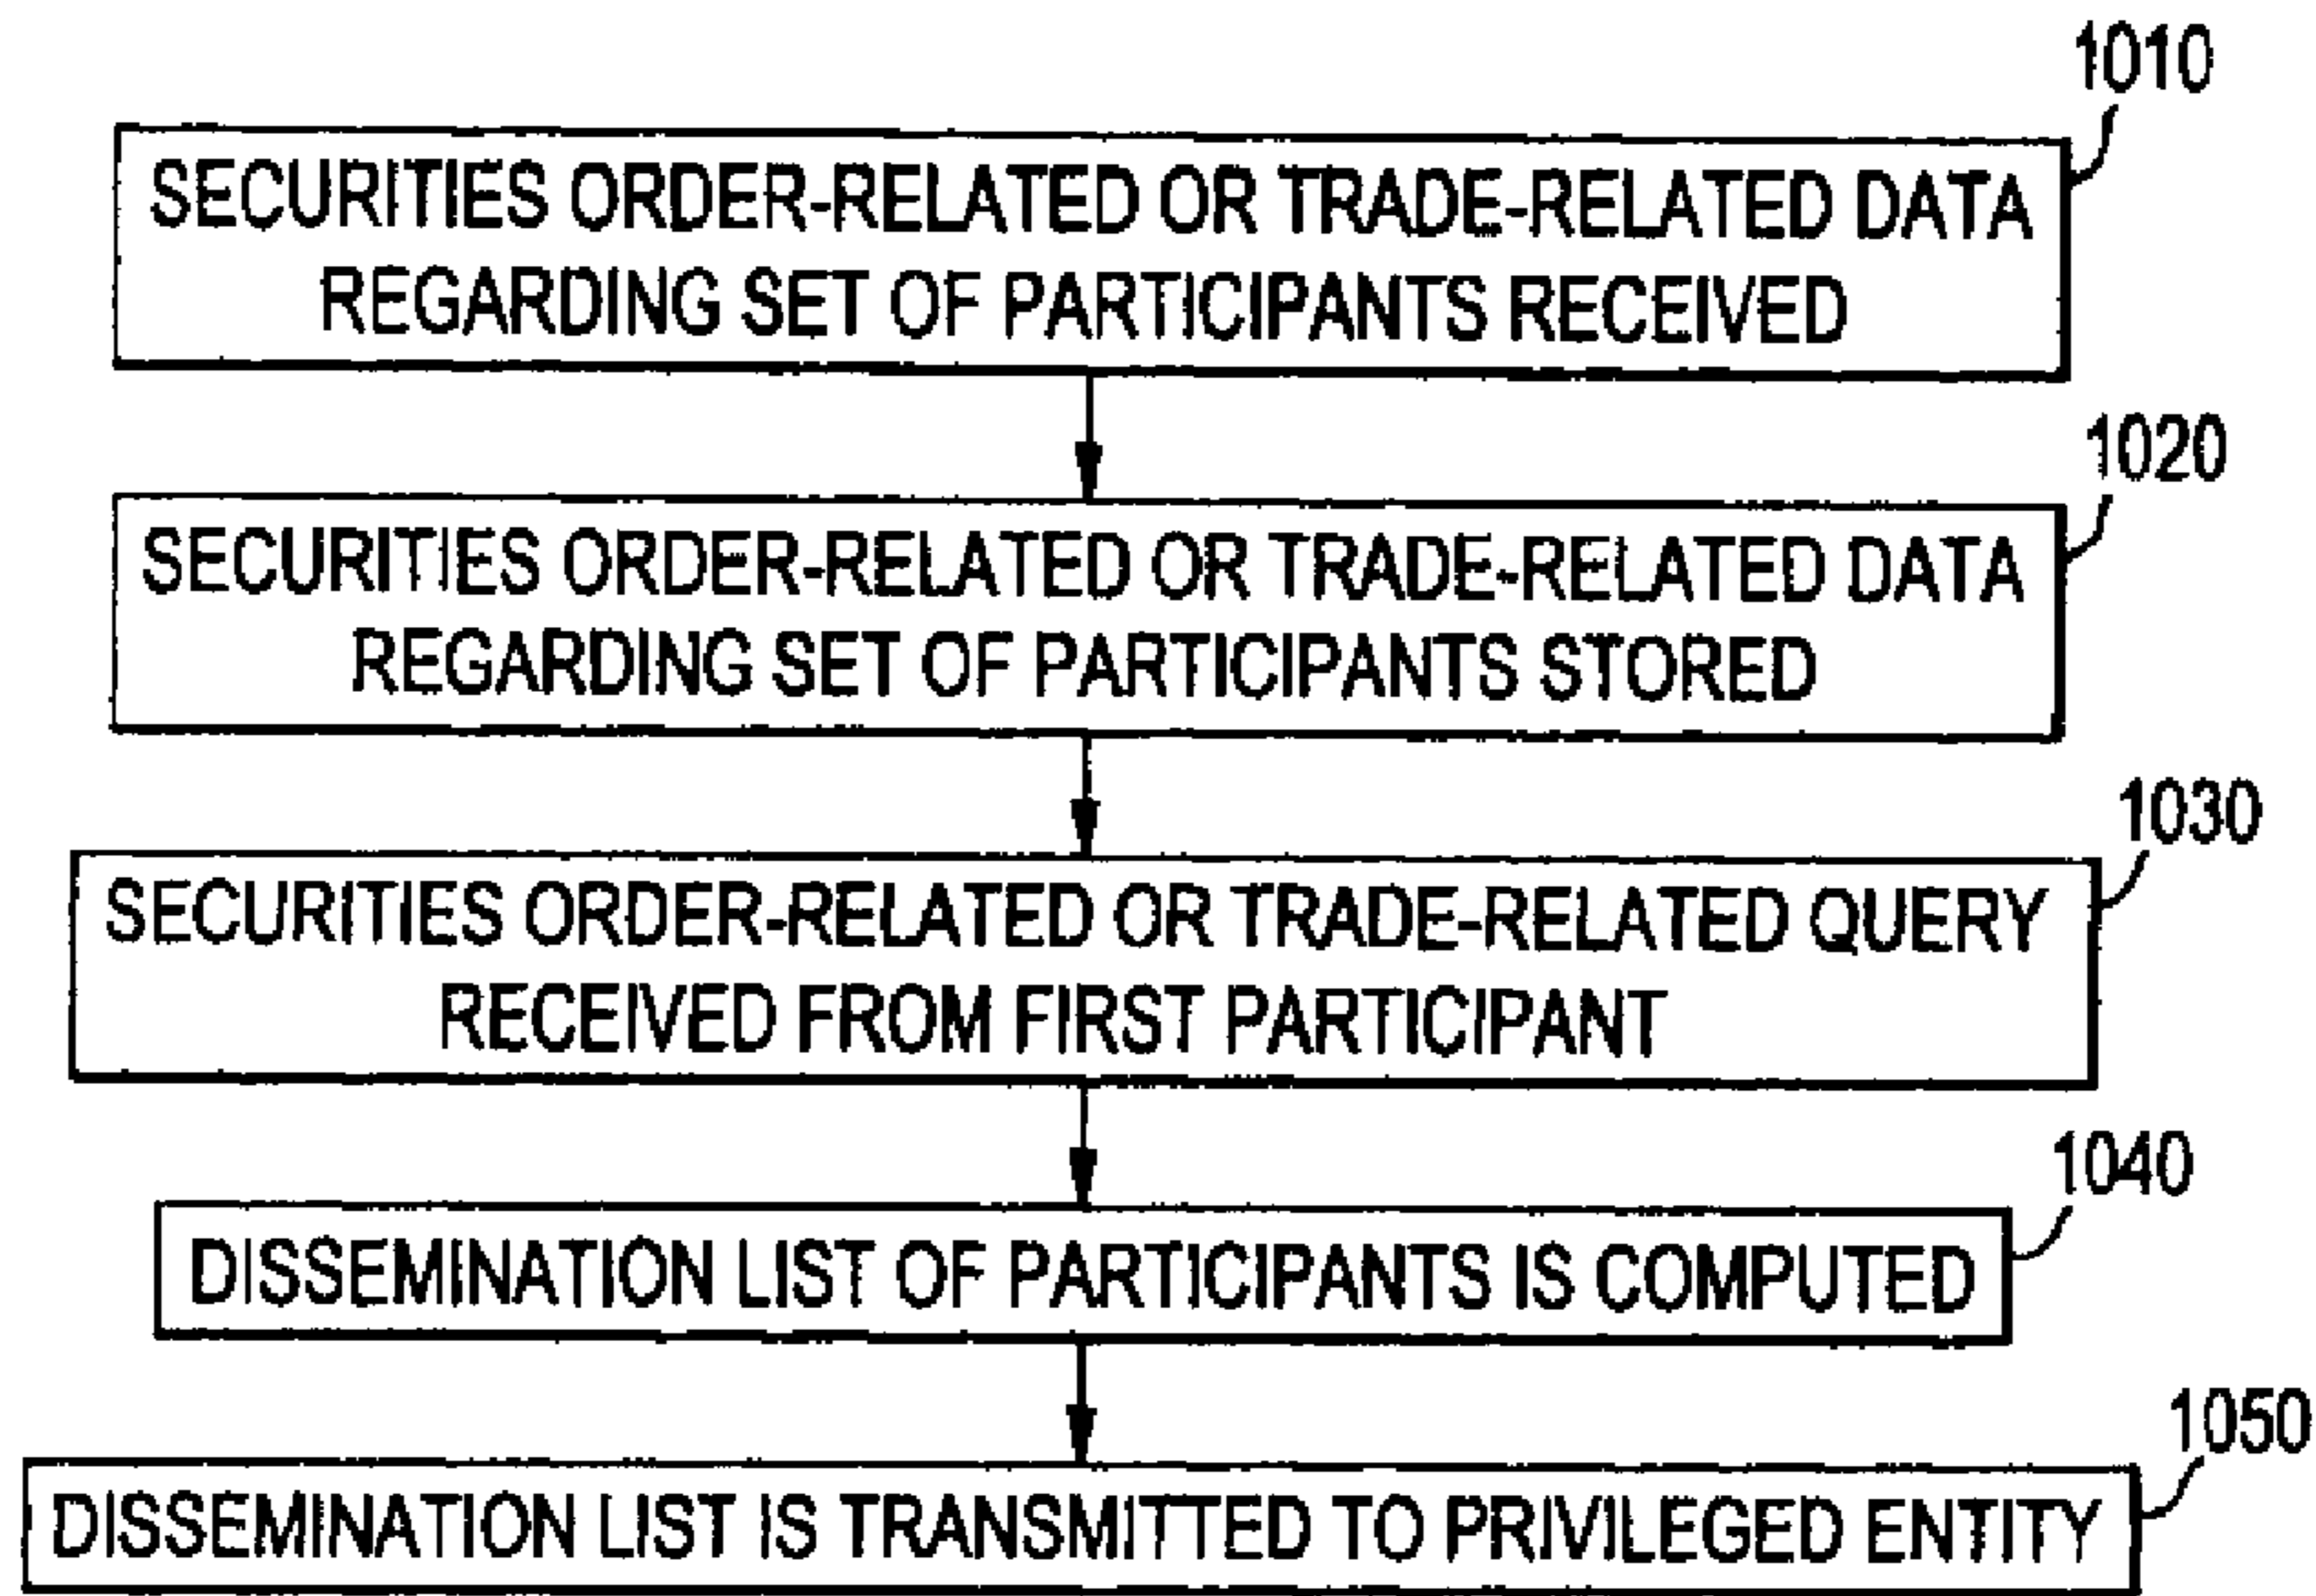 1010
SECURITIES ORDER-RELATED OR TRADE-RELATED DATA
REGARDING SET OF PARTICIPANTS RECEIVED
1020
SECURITIES ORDER-RELATED OR TRADE-RELATED DATA
REGARDING SET OF PARTICIPANTS STORED
1030
SECURITIES ORDER-RELATED OR TRADE-RELATED QUERY
RECEIVED FROM FIRST PARTICIPANT
1040
DISSEMINATION LIST OF PARTICIPANTS IS COMPUTED
1050
DISSEMINATION LIST IS TRANSMITTED TO PRIVILEGED ENTITY